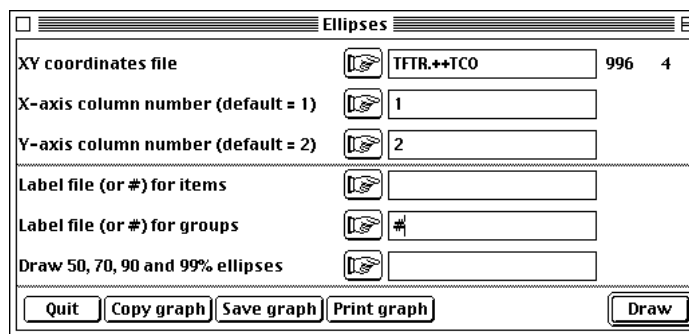 Ellipses
XY coordinates file TFTR.++TCO 996 4
X-axis column number (default = 1) 1
Y-axis column number (default = 2) 2
Label file (or #) for items
Label file (or #) for groups #
Draw 50, 70, 90 and 99% ellipses
Quit Copy graph Save graph Print graph Draw